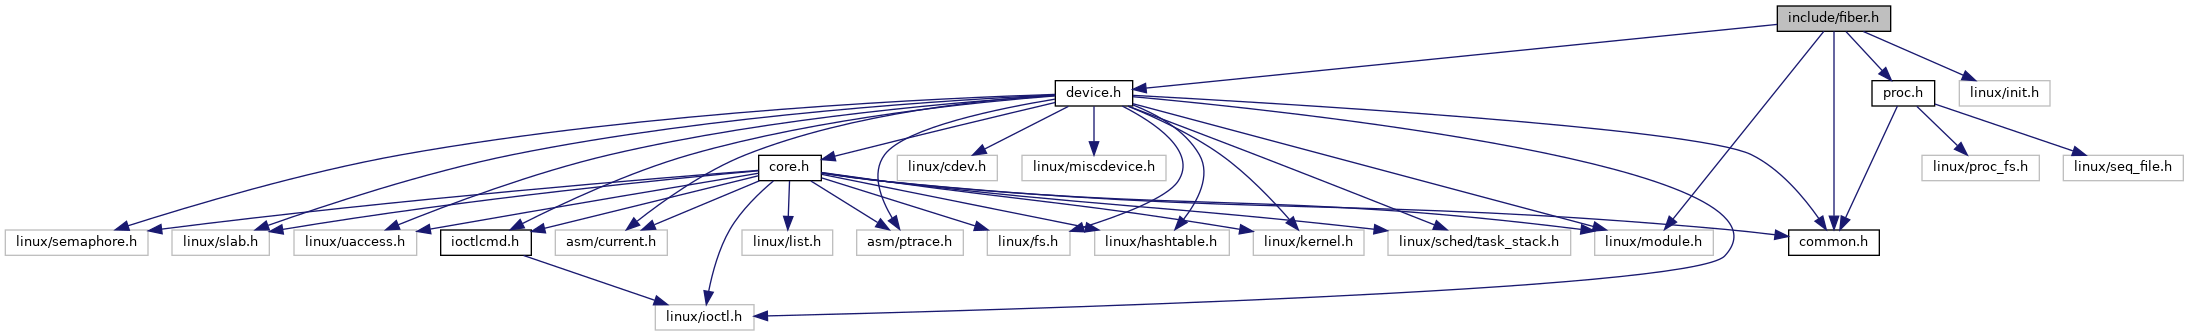 include/fiber.h
device.h
proc.h
linux/init.h
core.h
linux/cdev.h
linux/miscdevice.h
linux/proc_fs.h
linux/seq_file.h
linux/semaphore.h
linux/slab.h
linux/uaccess.h
ioctlcmd.h
asm/current.h
linux/list.h
asm/ptrace.h
linux/fs.h
linux/hashtable.h
linux/kernel.h
linux/sched/task_stack.h
linux/module.h
common.h
linux/ioctl.h